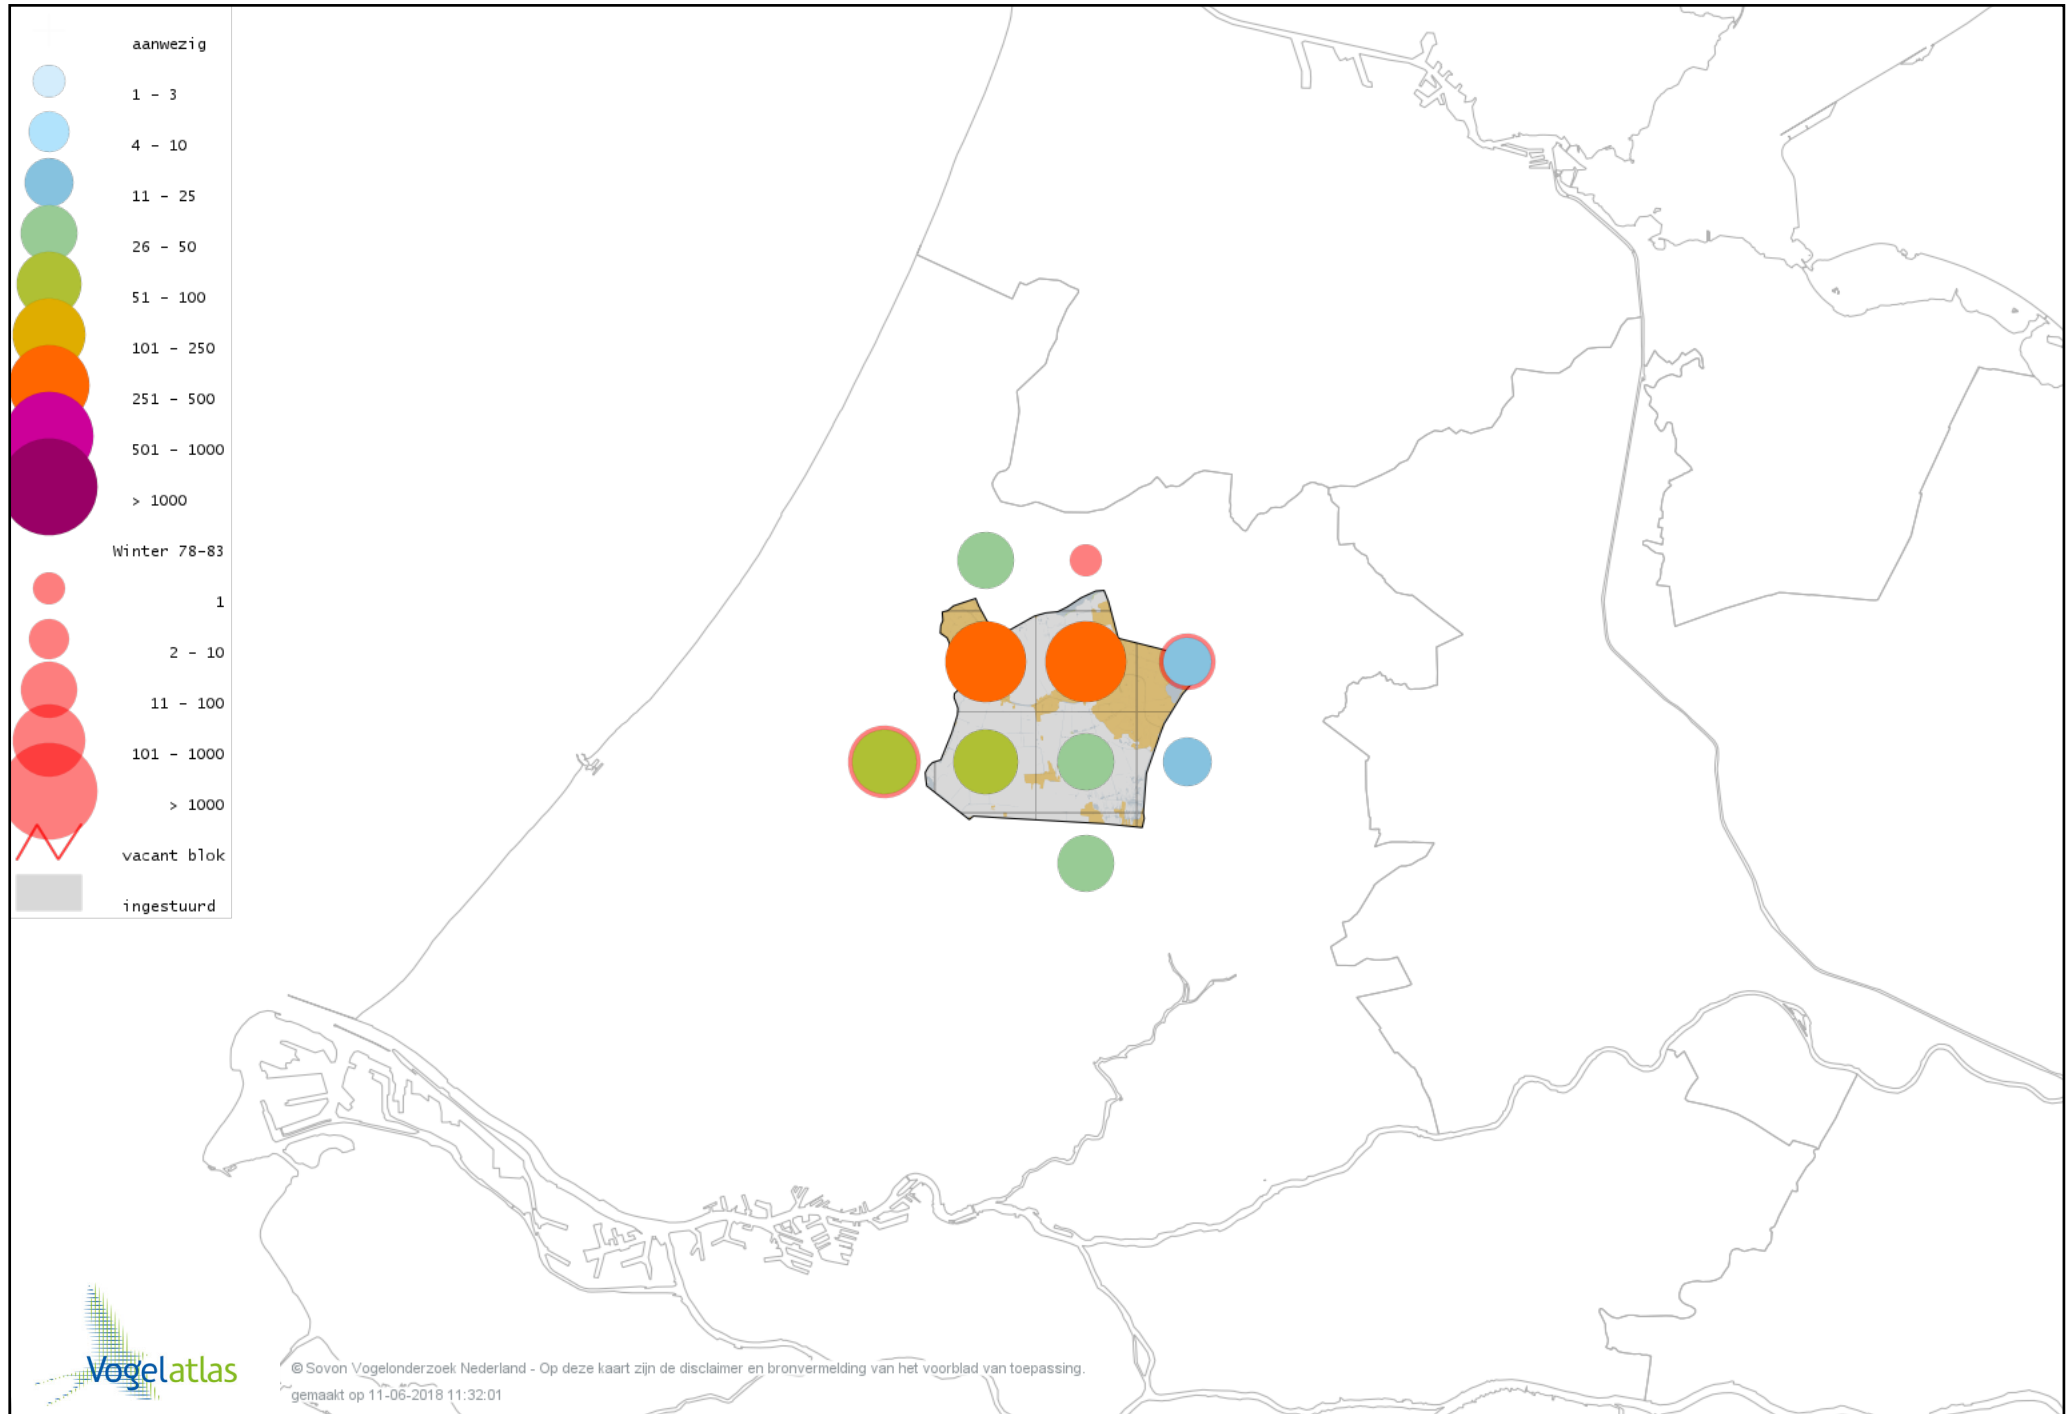 aanwezig
1 - 3
4 - 10
11 - 25
26 - 50
51 - 100
101 - 250
251 - 500
501 - 1000
> 1000
Winter 78-83
1
2 - 10
11 - 100
101 - 1000
> 1000
vacant blok
ingestuurd
Vogelatlas
© Sovon Vogelonderzoek Nederland - Op deze kaart zijn de disclaimer en bronvermelding van het voorblad van toepassing.
gemaakt op 11-06-2018 11:32:01